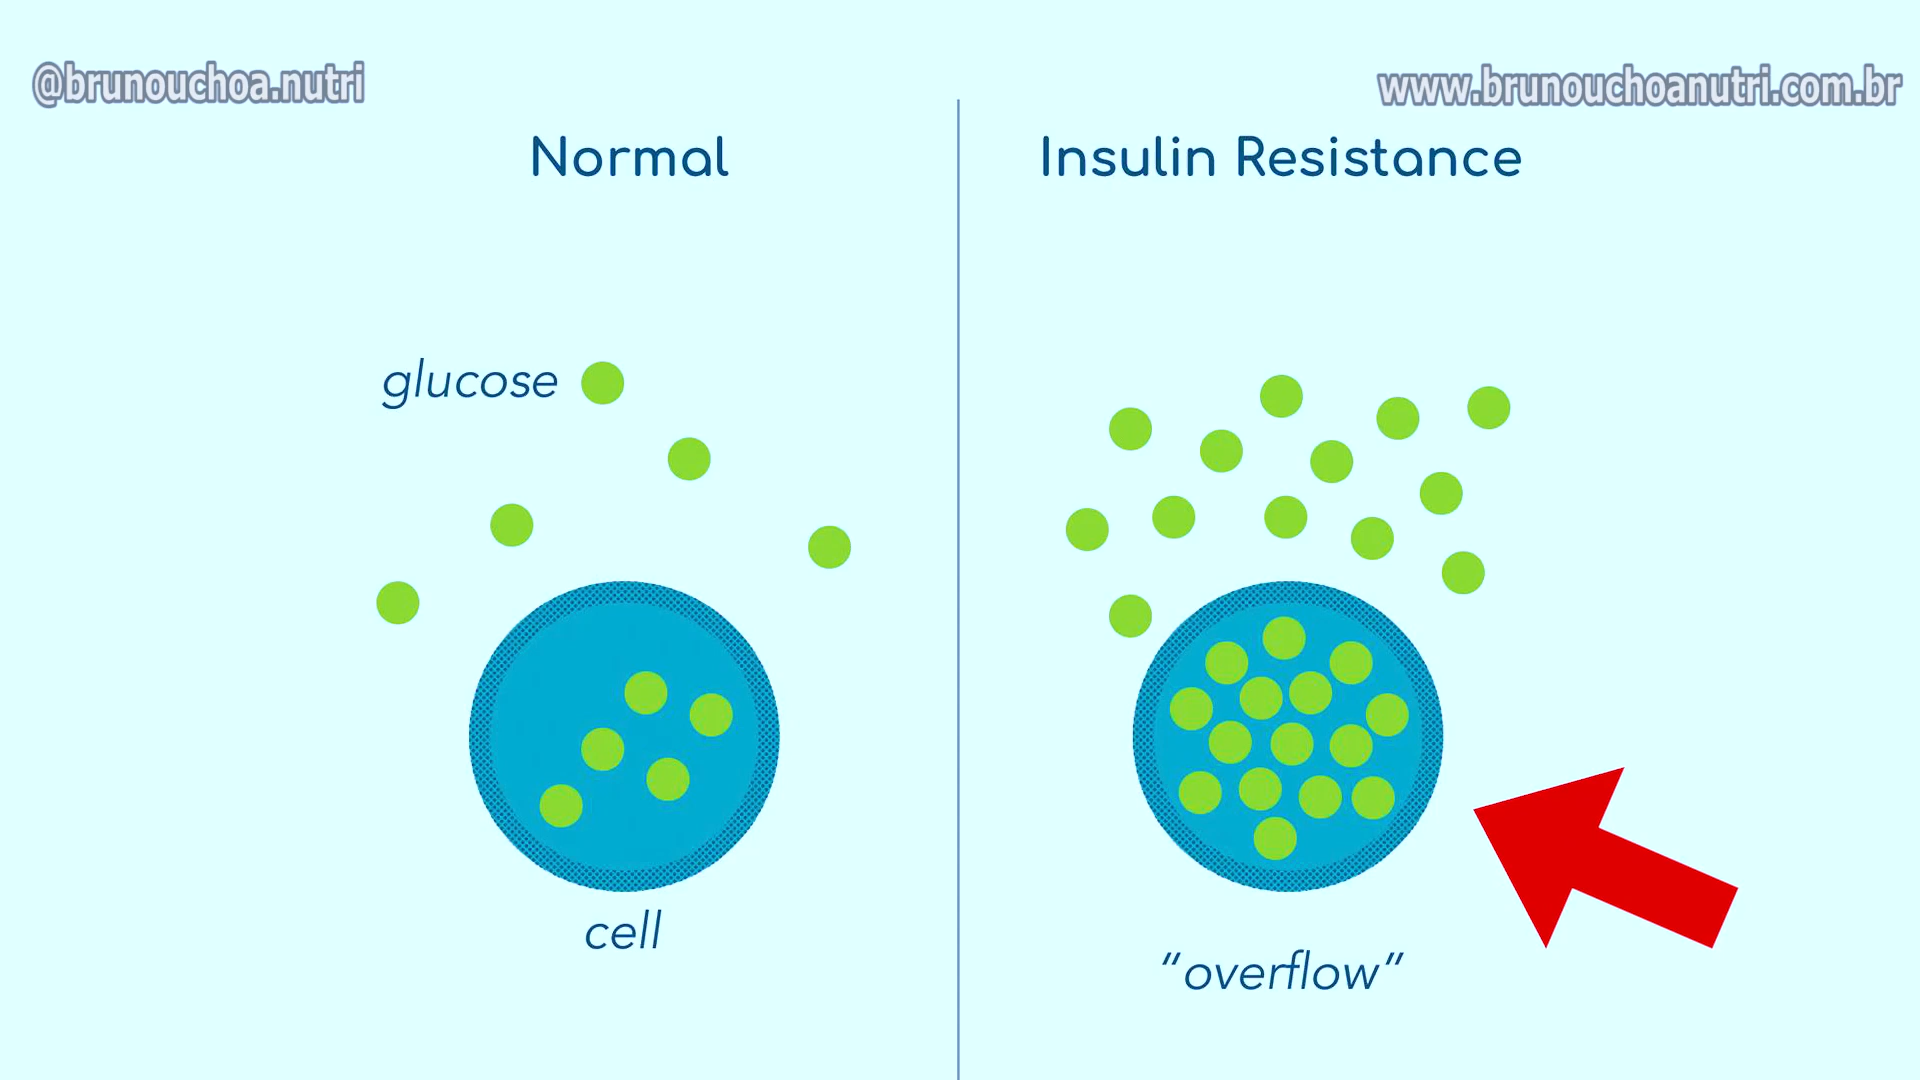 @brunouchoa.nutri
www.brunouchoanutri.com.br
Normal
Insulin Resistance
glucose
cell
“overflow”